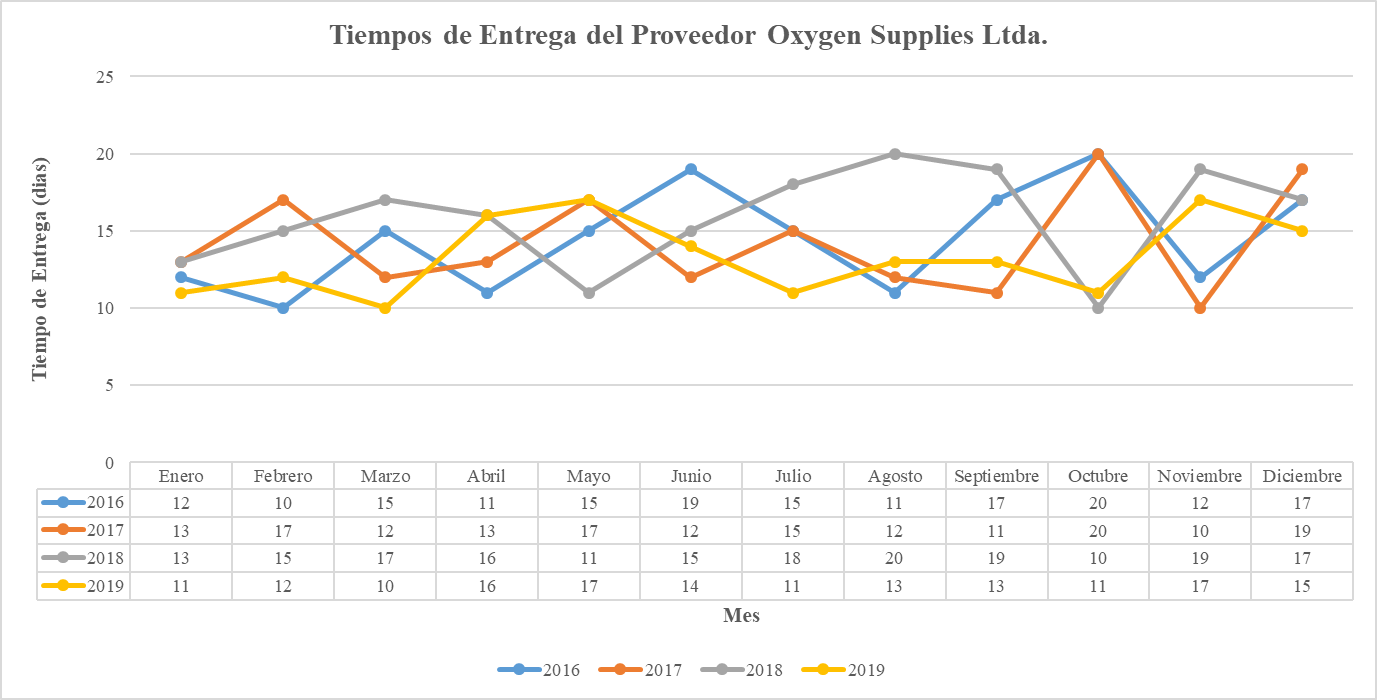 Tiempos de Entrega del Proveedor Oxygen Supplies Ltda.
25
20
15
10
5
0
Tiempo de Entrega (dias)
Enero Febrero Marzo Abril Mayo Junio Julio Agosto Septiembre Octubre Noviembre Diciembre
2016 12 10 15 11 15 19 15 11 17 20 12 17
2017 13 17 12 13 17 12 15 12 11 20 10 19
2018 13 15 17 16 11 15 18 20 19 10 19 17
2019 11 12 10 16 17 14 11 13 13 11 17 15
Mes
2016 2017 2018 2019